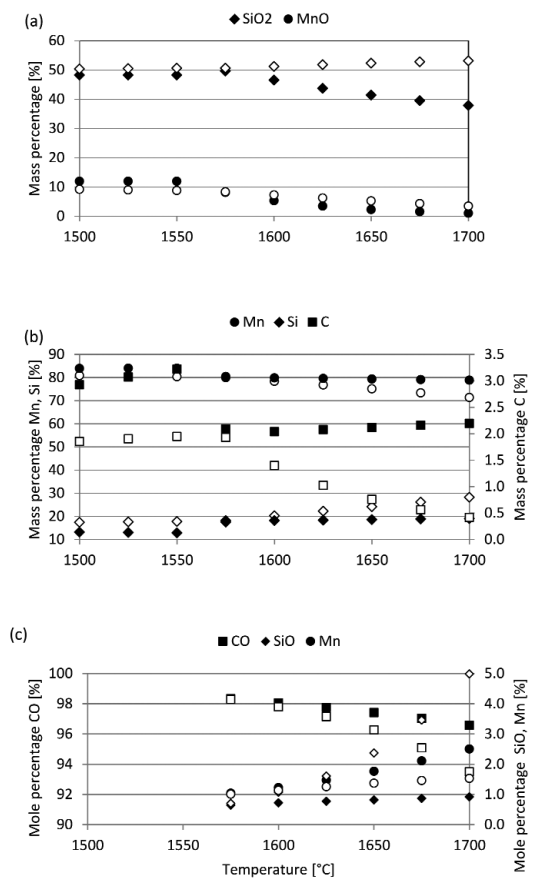 (a)
SiO2 MnO
Mass percentage [%]
60
50
40
30
20
10
0
1500 1550 1600 1650 1700
(b)
Mn Si C
Mass percentage Mn, Si [%]
90
80
70
60
50
40
30
20
10
3.5
3.0
2.5
2.0
1.5
1.0
0.5
0.0
Mass percentage C [%]
1500 1550 1600 1650 1700
(c)
CO SiO Mn
Mole percentage CO [%]
100
98
96
94
92
90
5.0
4.0
3.0
2.0
1.0
0.0
Mole percentage SiO, Mn [%]
1500 1550 1600 1650 1700
Temperature [°C]